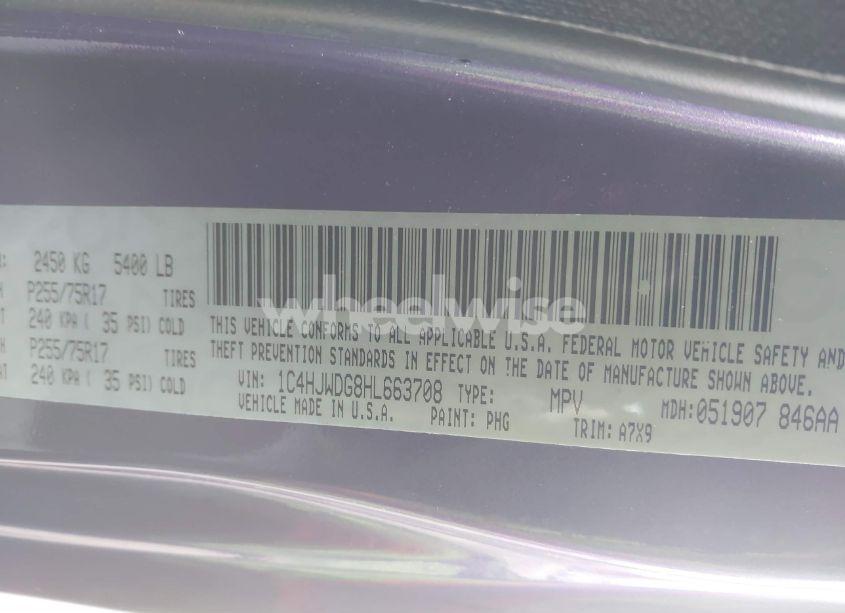 2450 KG 5400 LB
P255/75R17 TIRES
240 KPA ( 35 PSI) COLD
P255/75R17 TIRES
240 KPA ( 35 PSI) COLD
wheelwise
THIS VEHICLE CONFORMS TO ALL APPLICABLE U.S.A. FEDERAL MOTOR VEHICLE SAFETY AND
THEFT PREVENTION STANDARDS IN EFFECT ON THE DATE OF MANUFACTURE SHOWN ABOVE.
VIN: 1C4HJWDG8HL663708 TYPE: MPV MDH:051907 846AA
VEHICLE MADE IN U.S.A. PAINT: PHG TRIM: A7X9